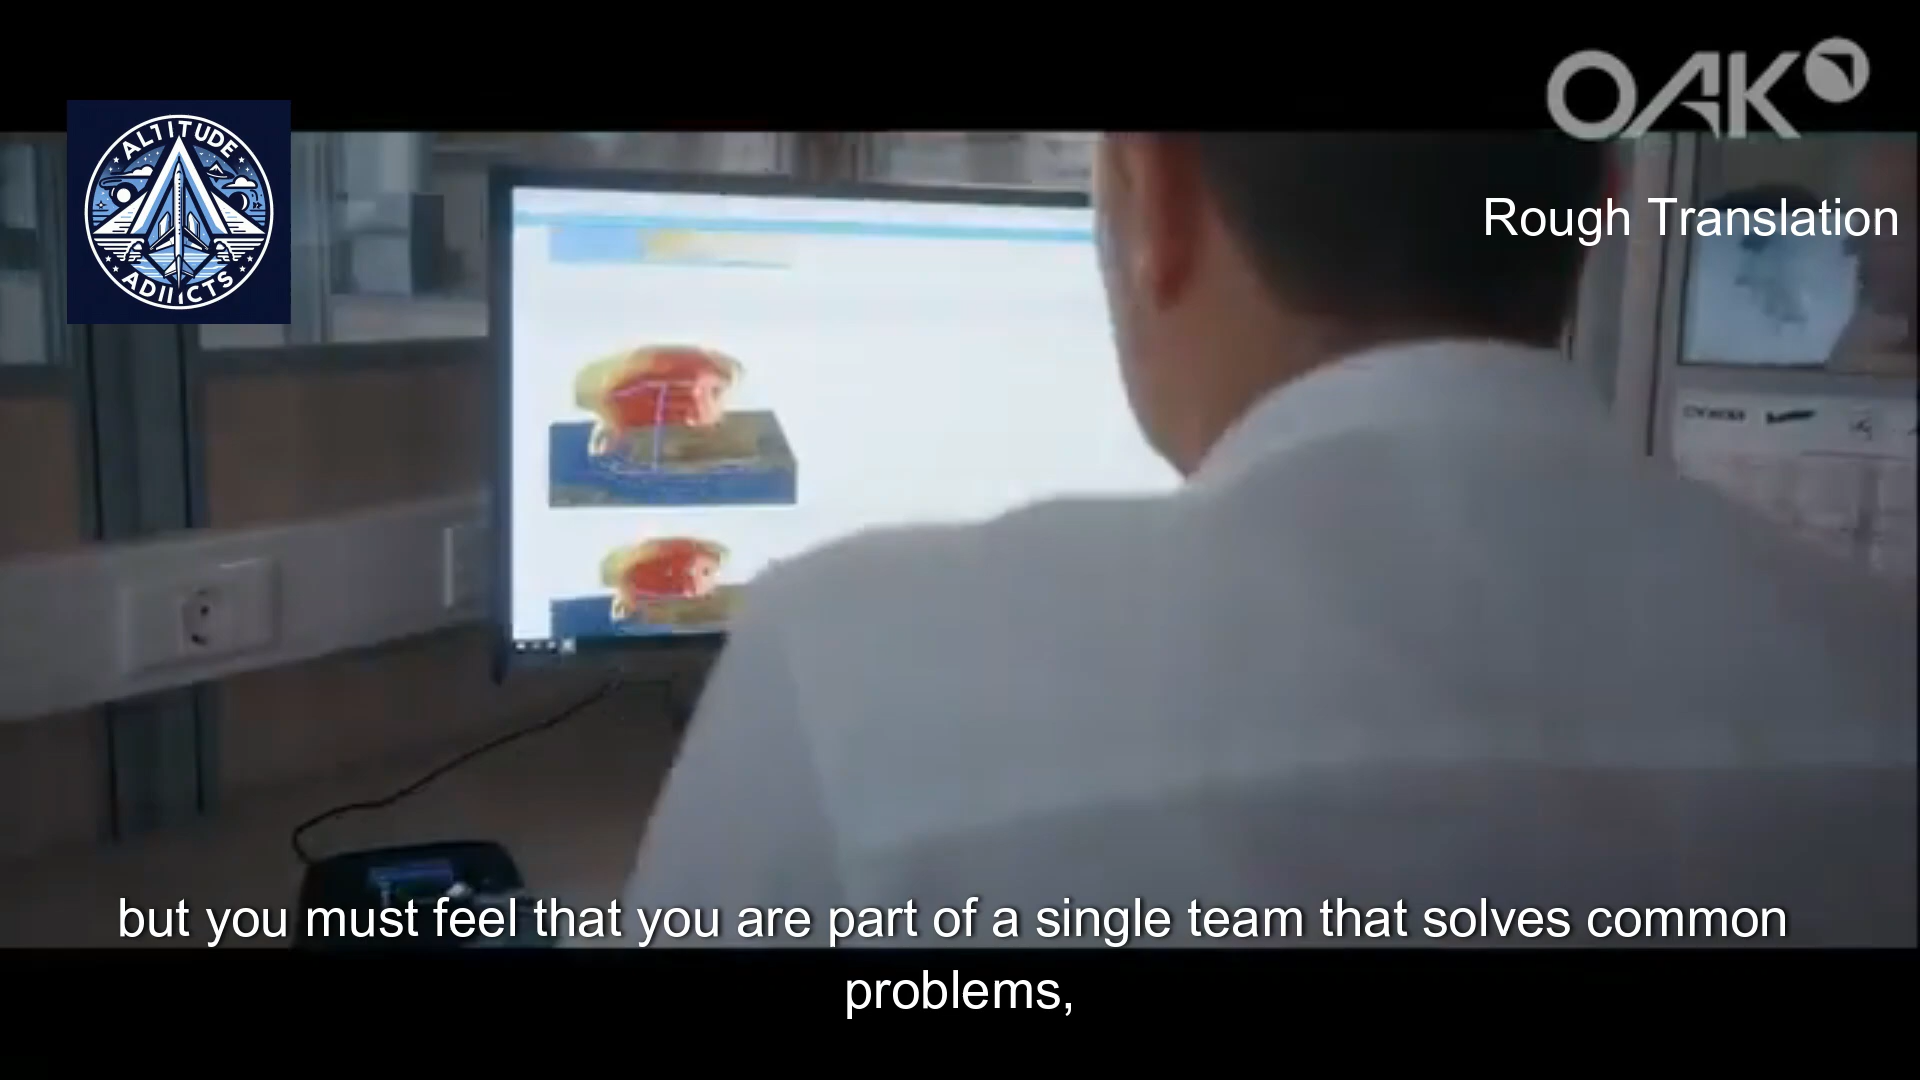 OAK
ALTITUDE
ADIIICTS
Rough Translation
but you must feel that you are part of a single team that solves common
problems,